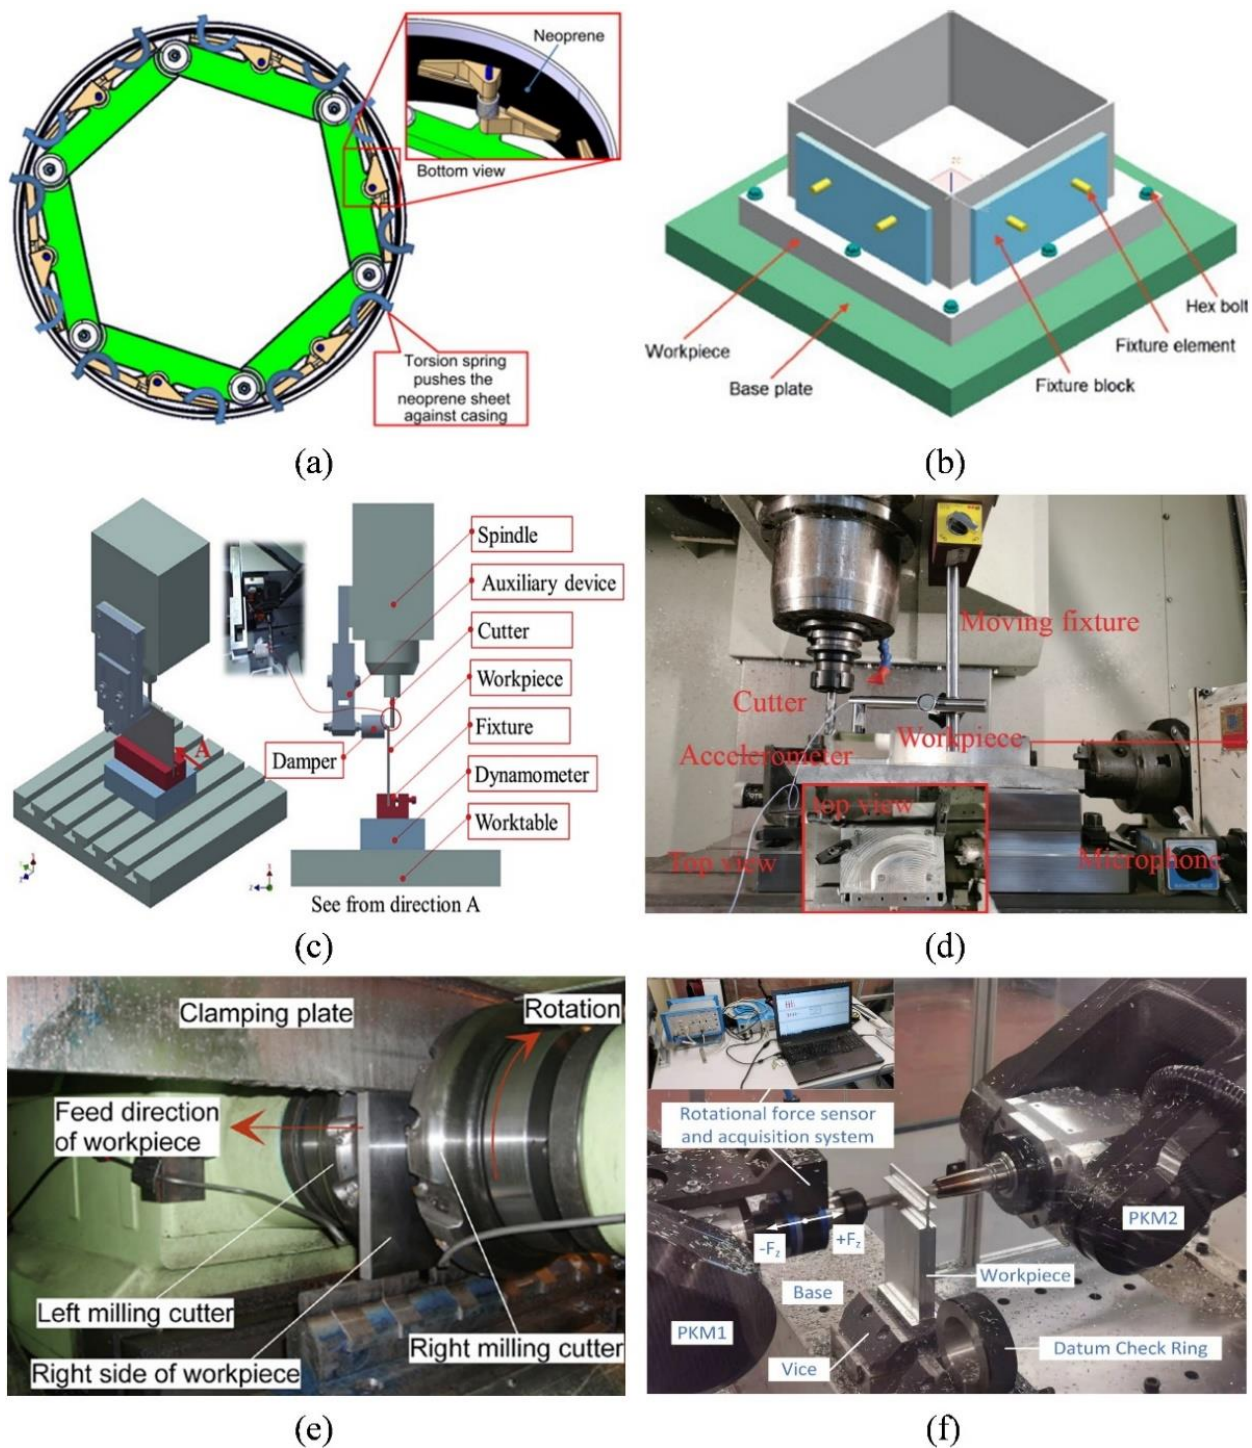 Neoprene
Bottom view
Torsion spring
pushes the
neoprene sheet
against casing
(a)
Workpiece
Base plate
Hex bolt
Fixture element
Fixture block
(b)
Spindle
Auxiliary device
Cutter
Workpiece
Fixture
Damper
Dynamometer
Worktable
A
See from direction A
(c)
Moving fixture
Cutter
Accelerometer
Workpiece
top view
Top view
Microphone
(d)
Clamping plate
Rotation
Feed direction
of workpiece
Left milling cutter
Right milling cutter
Right side of workpiece
(e)
Rotational force sensor
and acquisition system
PKM2
-Fz
+Fz
Workpiece
Base
PKM1
Vice
Datum Check Ring
(f)